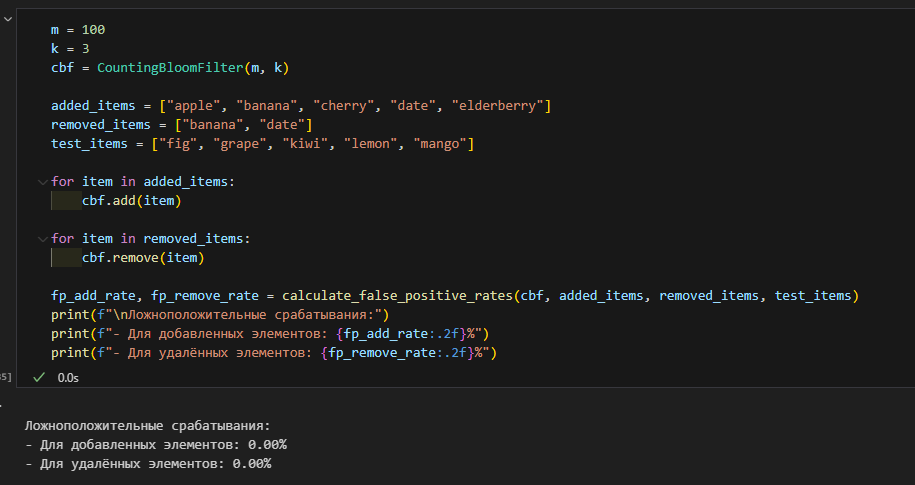 m = 100
k = 3
cbf = CountingBloomFilter(m, k)
added_items = ["apple", "banana", "cherry", "date", "elderberry"]
removed_items = ["banana", "date"]
test_items = ["fig", "grape", "kiwi", "lemon", "mango"]
for item in added_items:
cbf.add(item)
for item in removed_items:
cbf.remove(item)
fp_add_rate, fp_remove_rate = calculate_false_positive_rates(cbf, added_items, removed_items, test_items)
print(f"\nЛожноположительные срабатывания:")
print(f"- Для добавленных элементов: {fp_add_rate:.2f}%")
print(f"- Для удалённых элементов: {fp_remove_rate:.2f}%")
5]
0.0s
Ложноположительные срабатывания:
- Для добавленных элементов: 0.00%
- Для удалённых элементов: 0.00%